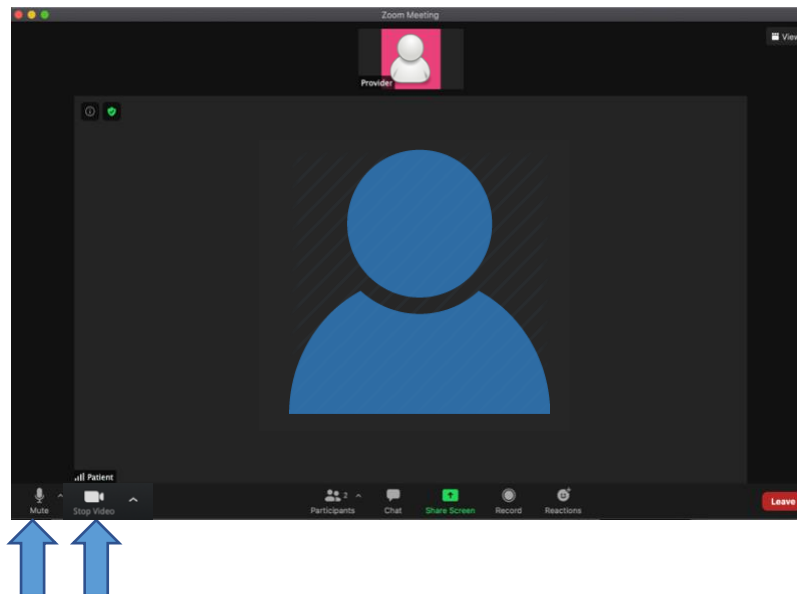 Zoom Meeting
View
Provider
Patient
Mute
Stop Video
2
Participants
Chat
Share Screen
Record
Reactions
Leave